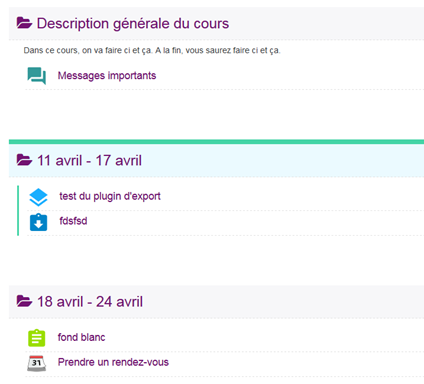 Description générale du cours
Dans ce cours, on va faire ci et ça. A la fin, vous saurez faire ci et ça.
Messages importants
11 avril - 17 avril
test du plugin d'export
fdsfsd
18 avril - 24 avril
fond blanc
31
Prendre un rendez-vous